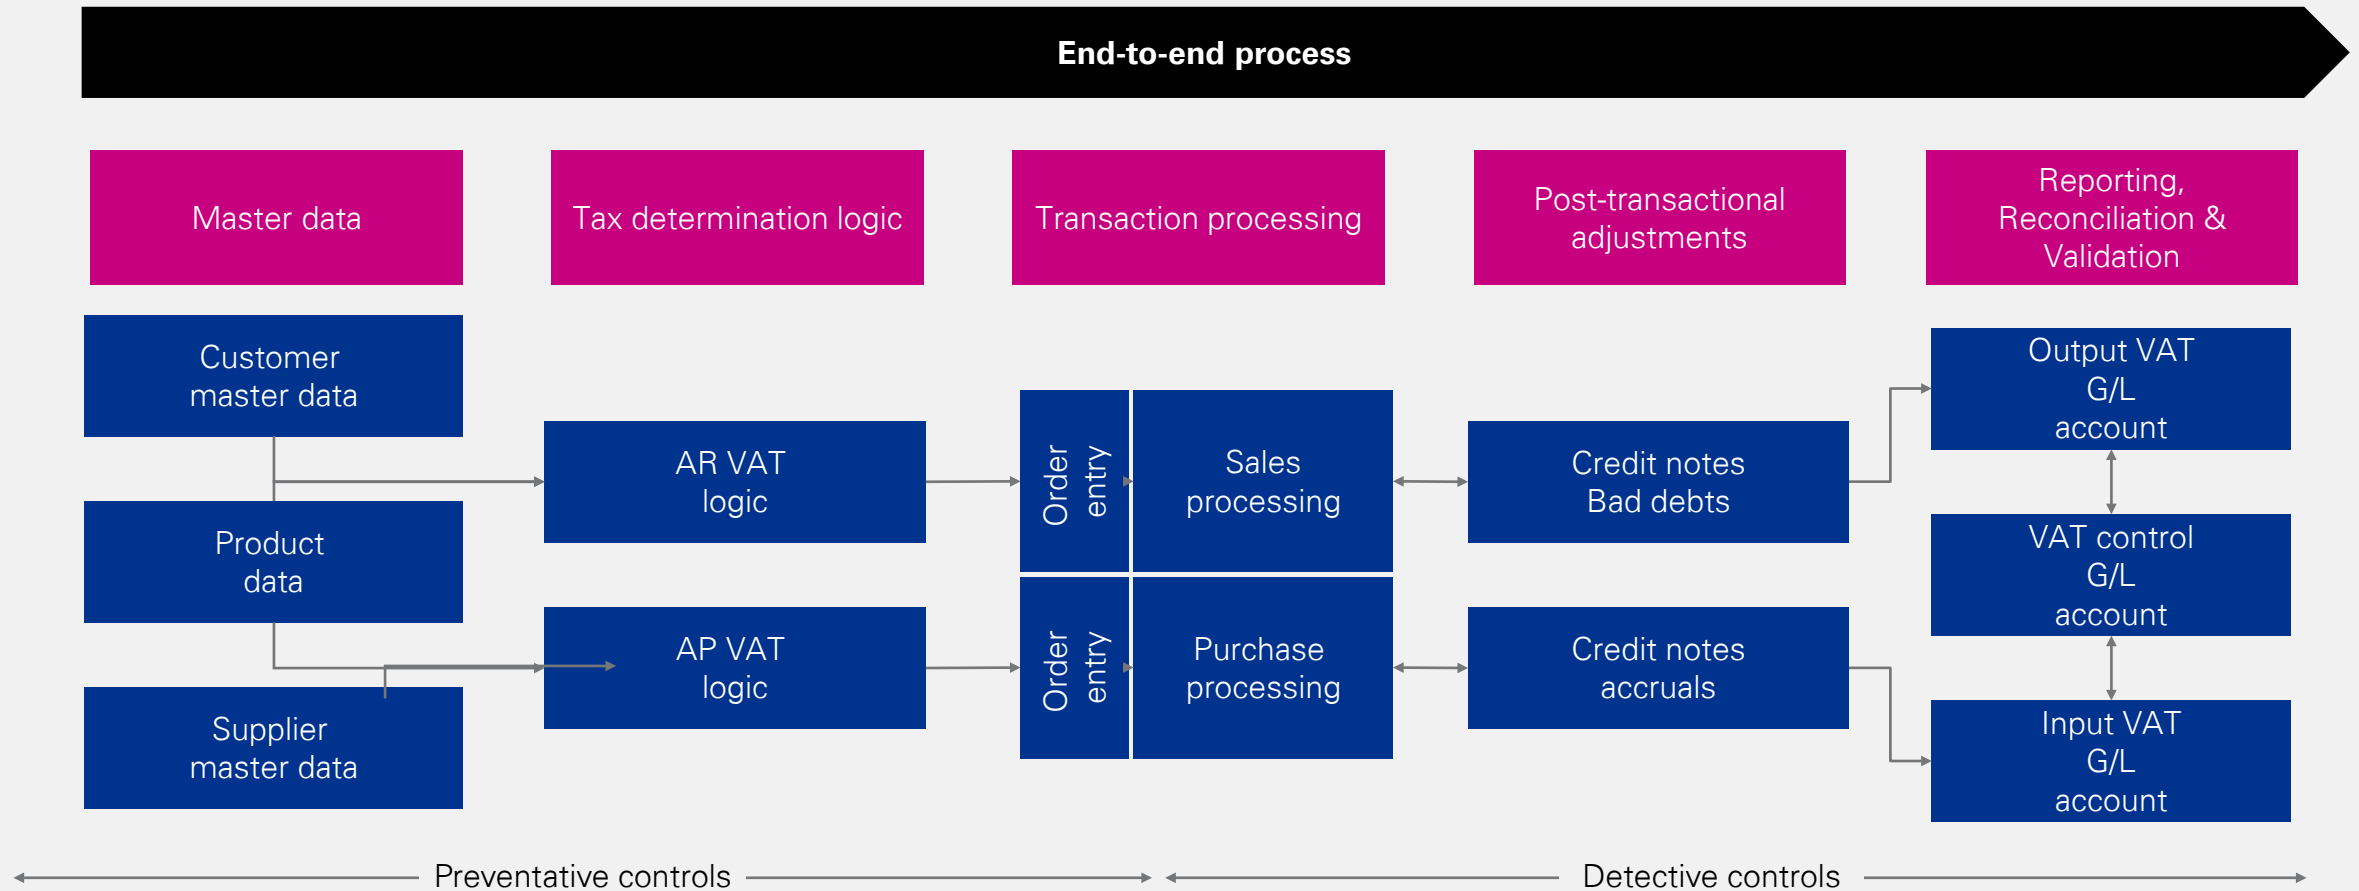 End-to-end process
Master data
Tax determination logic
Transaction processing
Post-transactional
adjustments
Reporting,
Reconciliation &
Validation
Customer
master data
Product
data
Supplier
master data
AR VAT
logic
AP VAT
logic
Order
entry
Sales
processing
Order
entry
Purchase
processing
Credit notes
Bad debts
Credit notes
accruals
Output VAT
G/L
account
VAT control
G/L
account
Input VAT
G/L
account
Preventative controls
Detective controls